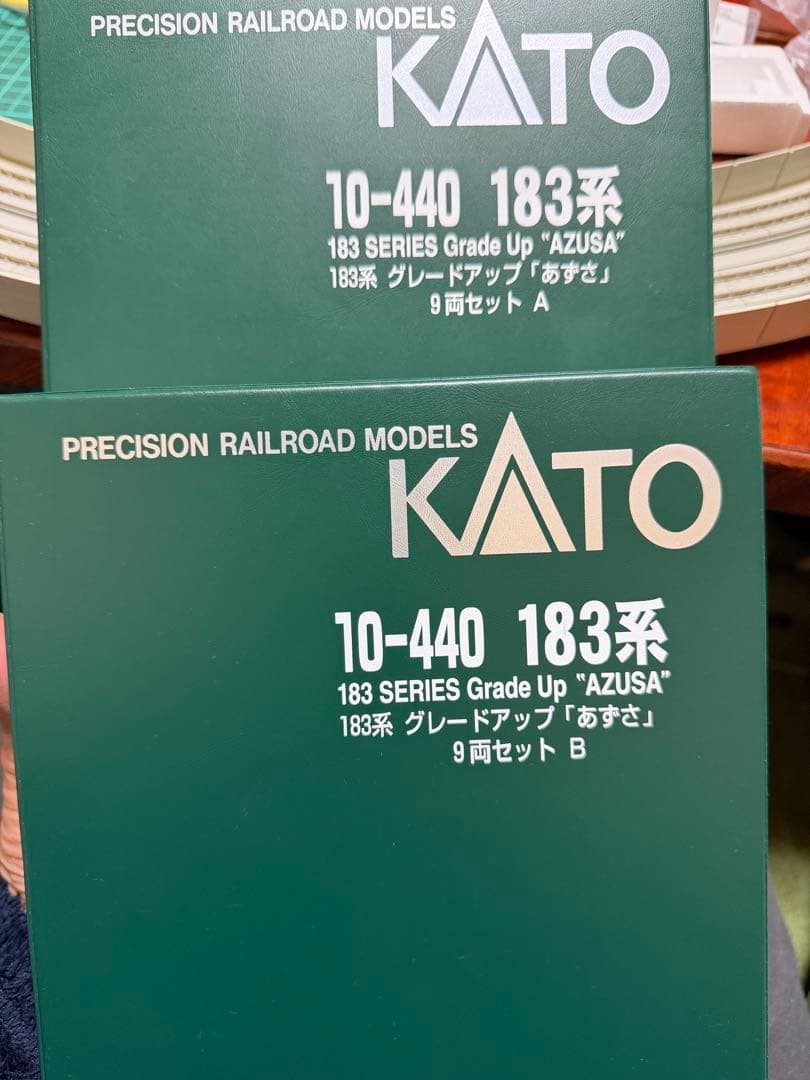 PRECISION RAILROAD MODELS
KATO
10-440 183系
183 SERIES Grade Up "AZUSA"
183系 グレードアップ「あずさ」
9両セット A
PRECISION RAILROAD MODELS
KATO
10-440 183系
183 SERIES Grade Up "AZUSA"
183系 グレードアップ「あずさ」
9両セット B